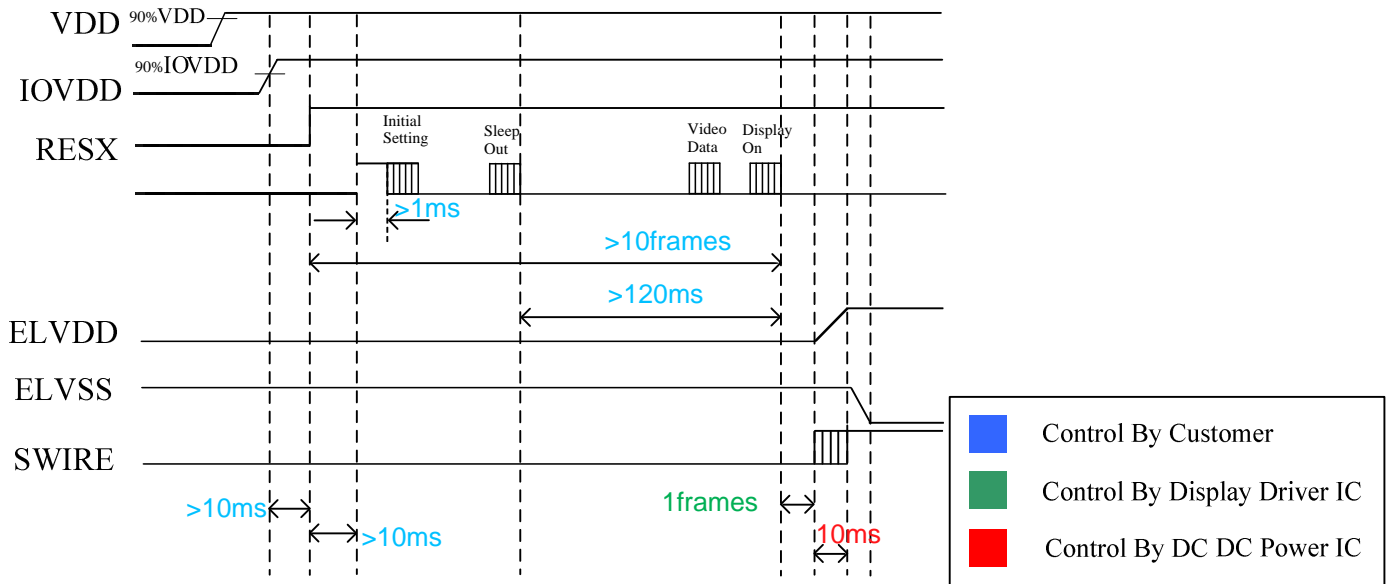 VDD
90%VDD
IOVDD
90%IOVDD
RESX
Initial
Setting
Sleep
Out
Video
Data
Display
On
>1ms
>10frames
>120ms
ELVDD
ELVSS
SWIRE
>10ms
>10ms
1frames
10ms
Control By Customer
Control By Display Driver IC
Control By DC DC Power IC